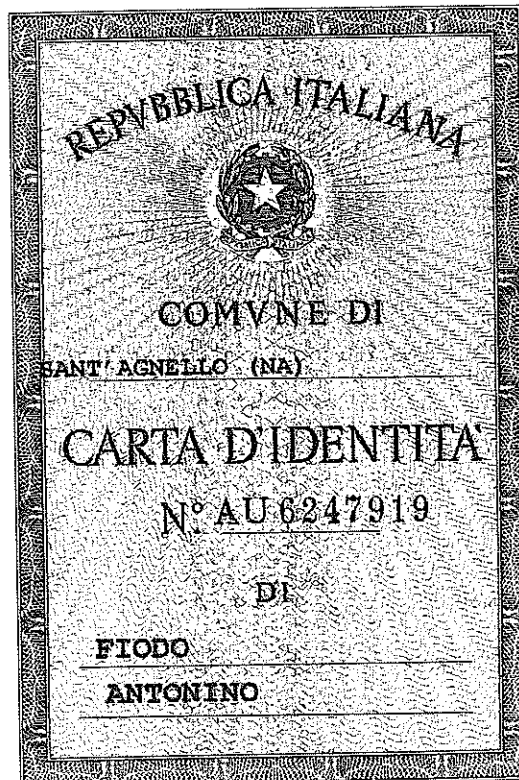 REPVBBLICA ITALIANA
COMVNE DI
SANT'AGNELLO (NA)
CARTA D'IDENTITA'
N.° AU 6247919
DI
FIODO
ANTONINO